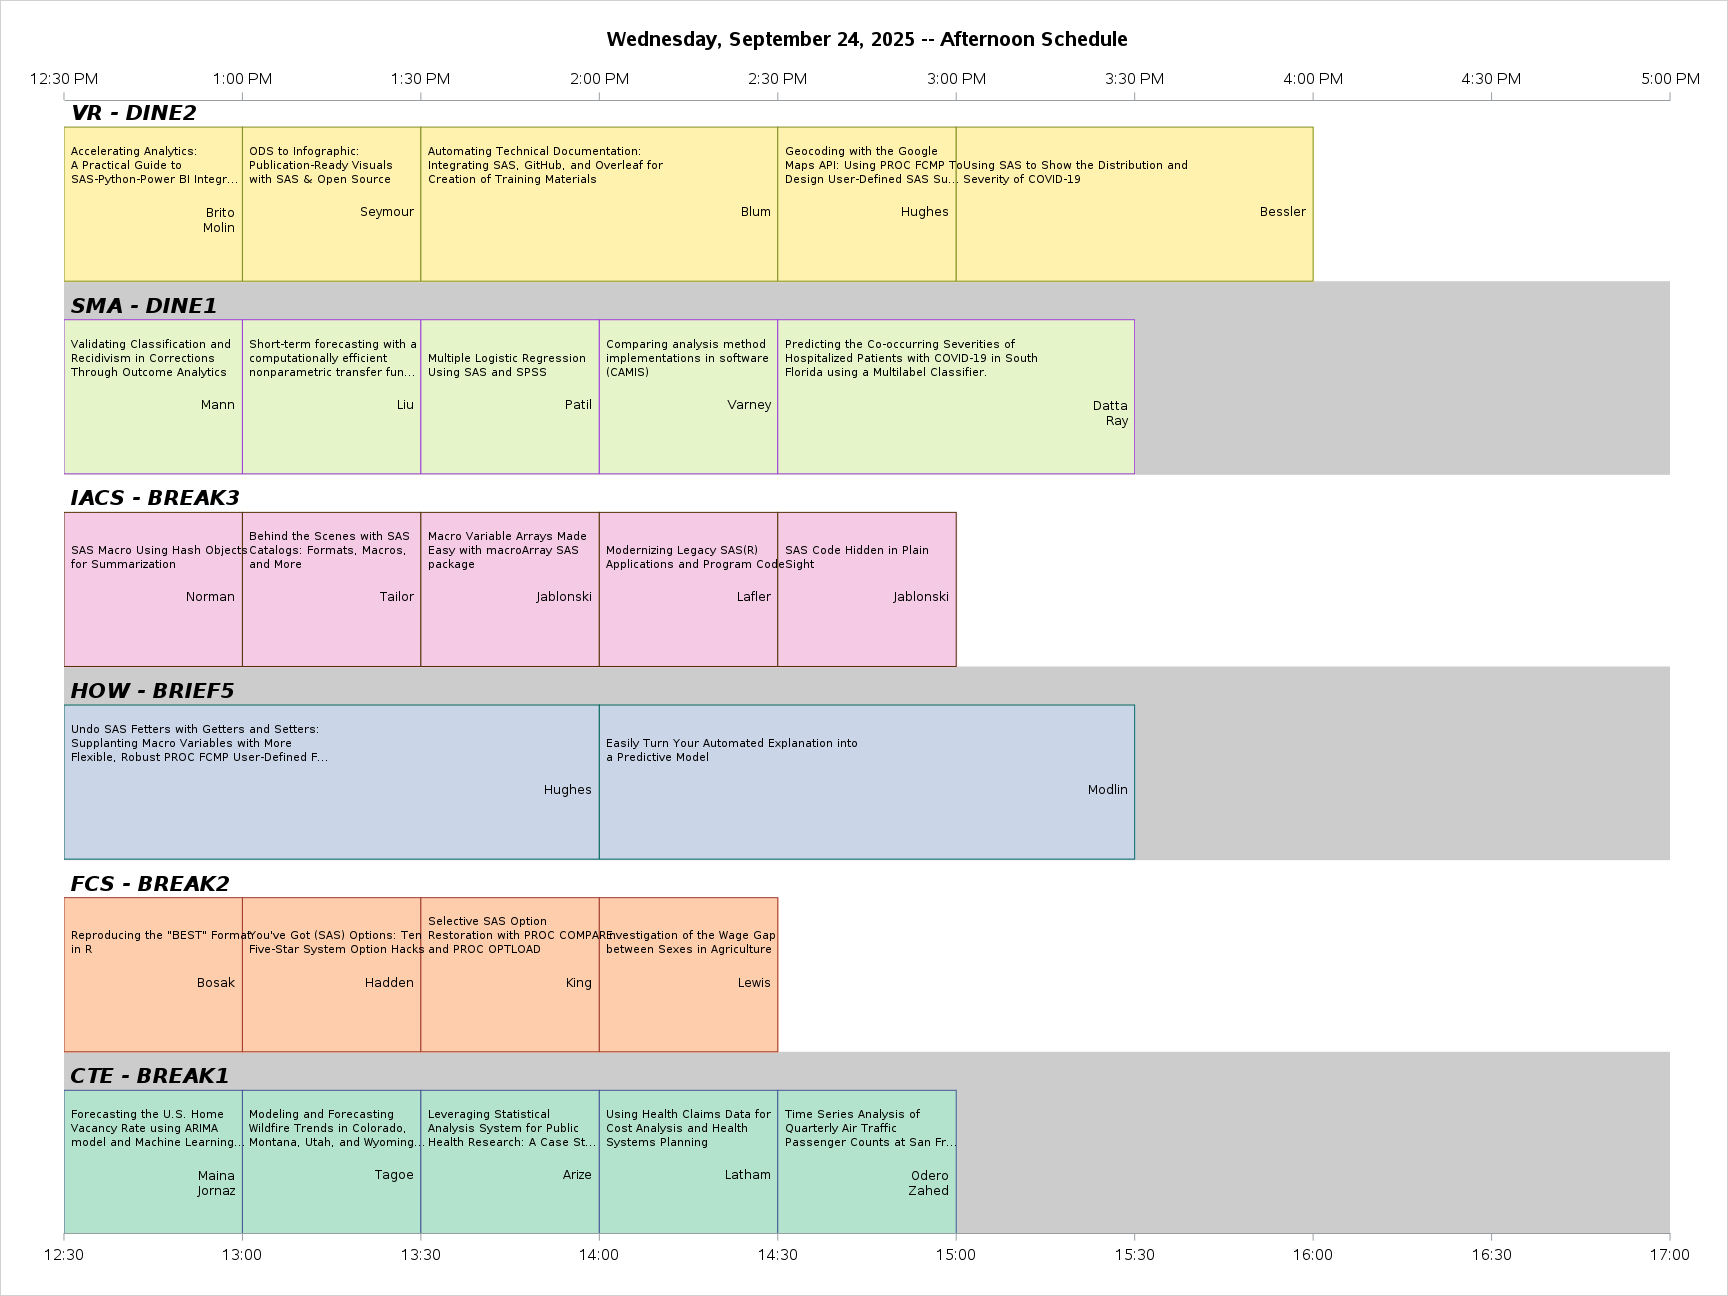 Wednesday, September 24, 2025 -- Afternoon Schedule
12:30 PM 1:00 PM 1:30 PM 2:00 PM 2:30 PM 3:00 PM 3:30 PM 4:00 PM 4:30 PM 5:00 PM
VR - DINE2
Accelerating Analytics:
A Practical Guide to
SAS-Python-Power BI Integr...
Brito
Molin
ODS to Infographic:
Publication-Ready Visuals
with SAS & Open Source
Seymour
Automating Technical Documentation:
Integrating SAS, GitHub, and Overleaf for
Creation of Training Materials
Blum
Geocoding with the Google
Maps API: Using PROC FCMP To
Design User-Defined SAS Su...
Hughes
Using SAS to Show the Distribution and
Severity of COVID-19
Bessler
SMA - DINE1
Validating Classification and
Recidivism in Corrections
Through Outcome Analytics
Mann
Short-term forecasting with a
computationally efficient
nonparametric transfer fun...
Liu
Multiple Logistic Regression
Using SAS and SPSS
Patil
Comparing analysis method
implementations in software
(CAMIS)
Varney
Predicting the Co-occurring Severities of
Hospitalized Patients with COVID-19 in South
Florida using a Multilabel Classifier.
Datta
Ray
IACS - BREAK3
SAS Macro Using Hash Objects
for Summarization
Norman
Behind the Scenes with SAS
Catalogs: Formats, Macros,
and More
Tailor
Macro Variable Arrays Made
Easy with macroArray SAS
package
Jablonski
Modernizing Legacy SAS(R)
Applications and Program Code
Lafler
SAS Code Hidden in Plain
Sight
Jablonski
HOW - BRIEF5
Undo SAS Fetters with Getters and Setters:
Supplanting Macro Variables with More
Flexible, Robust PROC FCMP User-Defined F...
Hughes
Easily Turn Your Automated Explanation into
a Predictive Model
Modlin
FCS - BREAK2
Reproducing the "BEST" Format
in R
Bosak
You've Got (SAS) Options: Ten
Five-Star System Option Hacks
Hadden
Selective SAS Option
Restoration with PROC COMPARE
and PROC OPTLOAD
King
Investigation of the Wage Gap
between Sexes in Agriculture
Lewis
CTE - BREAK1
Forecasting the U.S. Home
Vacancy Rate using ARIMA
model and Machine Learning...
Maina
Jornaz
Modeling and Forecasting
Wildfire Trends in Colorado,
Montana, Utah, and Wyoming...
Tagoe
Leveraging Statistical
Analysis System for Public
Health Research: A Case St...
Arize
Using Health Claims Data for
Cost Analysis and Health
Systems Planning
Latham
Time Series Analysis of
Quarterly Air Traffic
Passenger Counts at San Fr...
Odero
Zahed
12:30 13:00 13:30 14:00 14:30 15:00 15:30 16:00 16:30 17:00